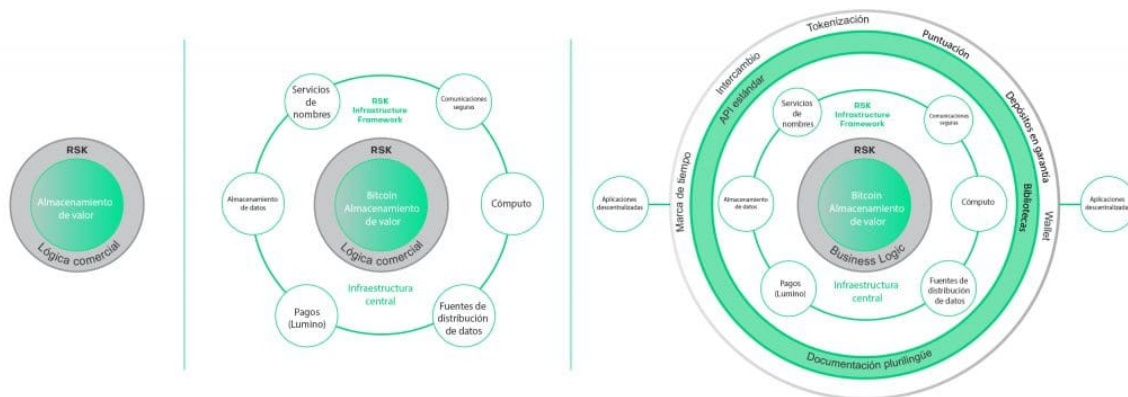 RSK
Almacenamiento
de valor
Lógica comercial
Servicios
de
nombres
RSK
Infrastructure
Framework
Comunicaciones
seguras
RSK
Almacenamiento
de datos
Bitcoin
Almacenamiento
de valor
Cómputo
Lógica comercial
Infraestructura
central
Pagos
(Lumino)
Fuentes de
distribución
de datos
Tokenización
Intercambio
Puntuación
API estándar
Depósitos en garantía
Marca de tiempo
Bibliotecas
Wallet
Servicios
de
nombres
RSK
Infrastructure
Framework
Comunicaciones
seguras
RSK
Aplicaciones
descentralizadas
Almacenamiento
de datos
Bitcoin
Almacenamiento
de valor
Cómputo
Aplicaciones
descentralizada
Business Logic
Infraestructura
central
Pagos
(Lumino)
Fuentes de
distribución
de datos
Documentación plurilingüe